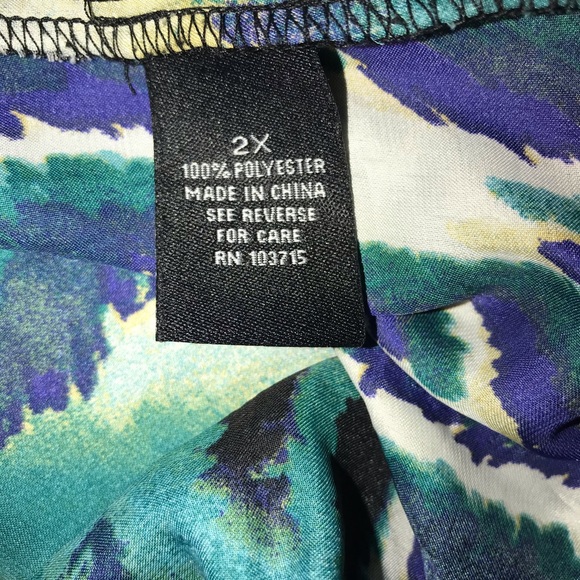 2X
100% POLYESTER
MADE IN CHINA
SEE REVERSE
FOR CARE
RN 103715